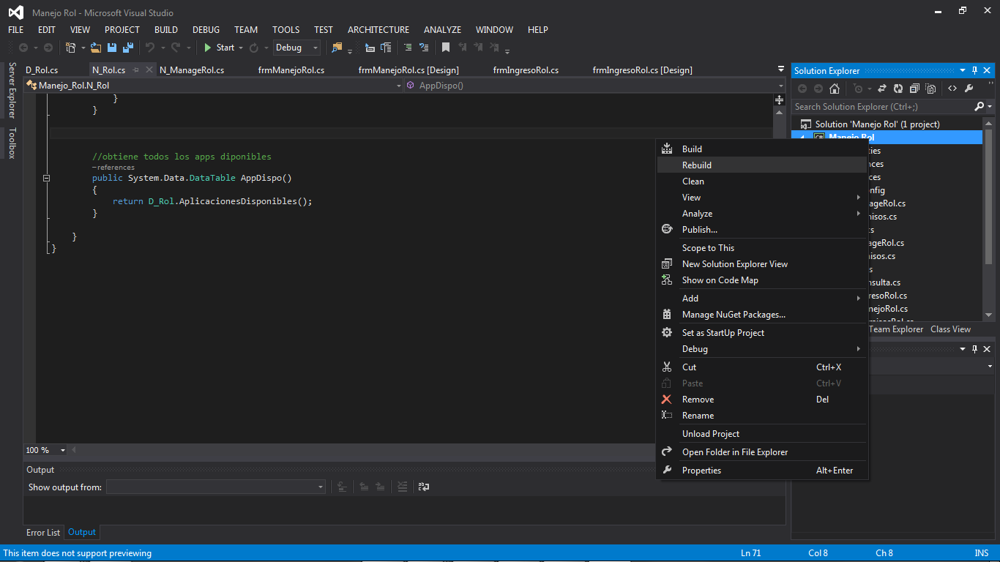 Manejo Rol - Microsoft Visual Studio
FILE EDIT VIEW PROJECT BUILD DEBUG TEAM TOOLS TEST ARCHITECTURE ANALYZE WINDOW HELP
Start Debug
Server Explorer
Toolbox
D_Rol.cs N_Rol.cs N_ManageRol.cs frmManejoRol.cs frmManejoRol.cs [Design] frmIngresoRol.cs frmIngresoRol.cs [Design]
Manejo_Rol.N_Rol AppDispo()
}
}
//obtiene todos los apps diponibles
references
public System.Data.DataTable AppDispo()
{
return D_Rol.AplicacionesDisponibles();
}
}
}
100 %
Output
Show output from:
Error List Output
Solution Explorer
Search Solution Explorer (Ctrl+;)
Solution 'Manejo Rol' (1 project)
C# Manejo Rol
ties
nces
ces
nfig
nageRol.cs
misos.cs
cs
ageRol.cs
nisos.cs
s
nsulta.cs
resoRol.cs
nejoRol.cs
Team Explorer Class View
Build
Rebuild
Clean
View
Analyze
Publish...
Scope to This
New Solution Explorer View
Show on Code Map
Add
Manage NuGet Packages...
Set as StartUp Project
Debug
Cut Ctrl+X
Paste Ctrl+V
Remove Del
Rename
Unload Project
Open Folder in File Explorer
Properties Alt+Enter
This item does not support previewing Ln 71 Col 8 Ch 8 INS